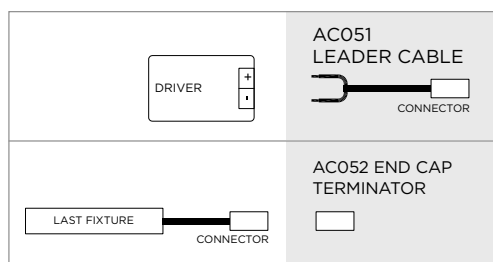 AC051
LEADER CABLE
DRIVER
+
-
CONNECTOR
AC052 END CAP
TERMINATOR
LAST FIXTURE
CONNECTOR